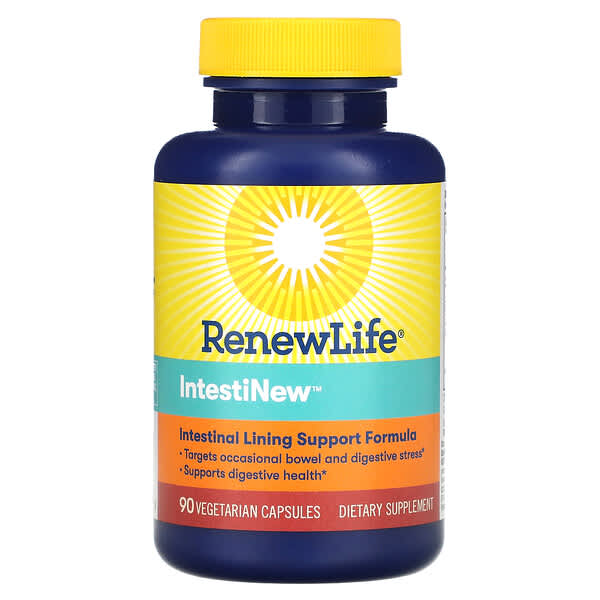 RenewLife®
IntestiNew™
Intestinal Lining Support Formula
• Targets occasional bowel and digestive stress*
• Supports digestive health*
90 VEGETARIAN CAPSULES DIETARY SUPPLEMENT